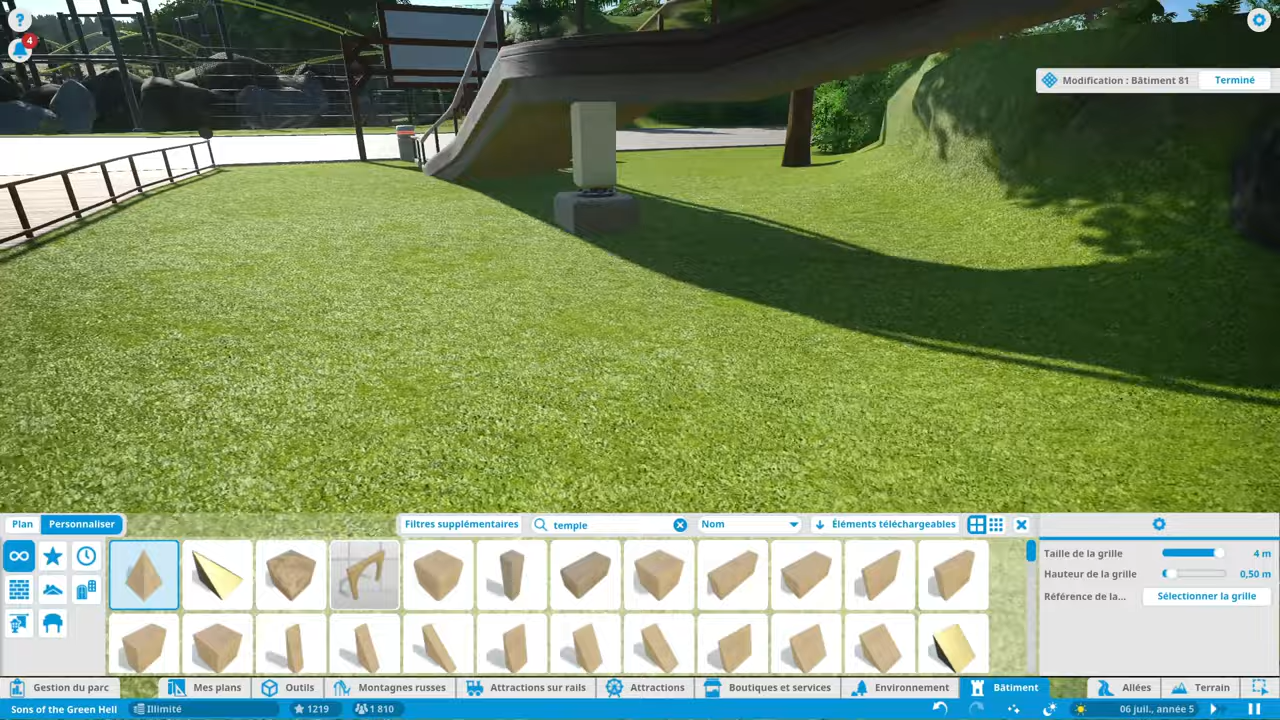 ?
4
Modification : Bâtiment 81
Terminé
Plan
Personnaliser
Filtres supplémentaires
temple
Nom
Éléments téléchargeables
Taille de la grille
4 m
Hauteur de la grille
0,50 m
Référence de la...
Sélectionner la grille
Gestion du parc
Mes plans
Outils
Montagnes russes
Attractions sur rails
Attractions
Boutiques et services
Environnement
Bâtiment
Allées
Terrain
Sons of the Green Hell
Illimité
1219
1 810
06 juil., année 5